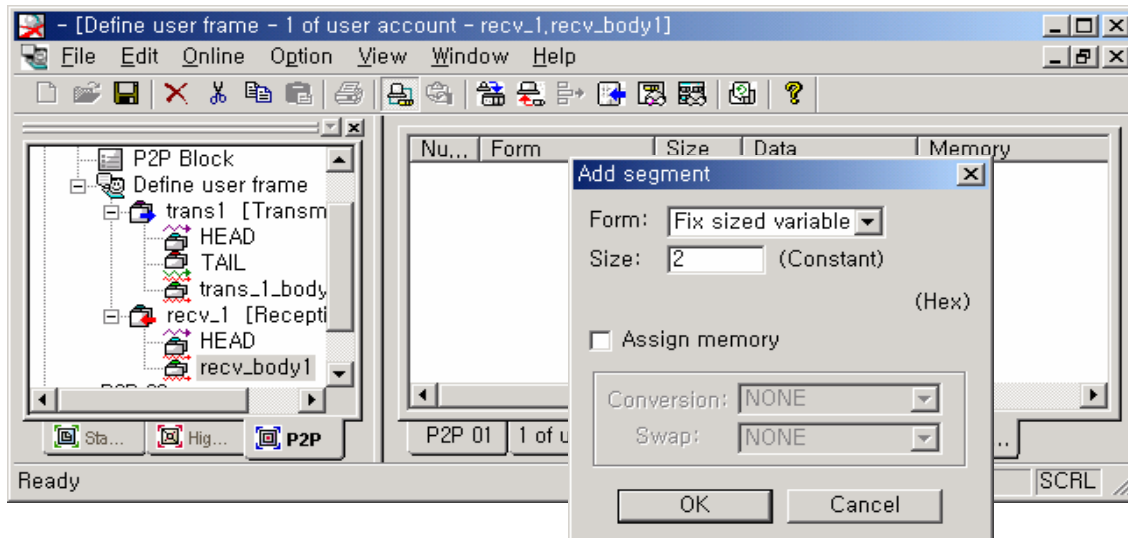 - [Define user frame - 1 of user account - recv_1,recv_body1]
File Edit Online Option View Window Help
Nu... Form Size Data Memory
P2P Block
Define user frame
trans1 [Transm
HEAD
TAIL
trans_1_body
recv_1 [Recepti
HEAD
recv_body1
Sta... Hig... P2P
P2P 01 1 of u
Ready
SCRL
Add segment
Form: Fix sized variable
Size: 2 (Constant)
(Hex)
Assign memory
Conversion: NONE
Swap: NONE
OK Cancel